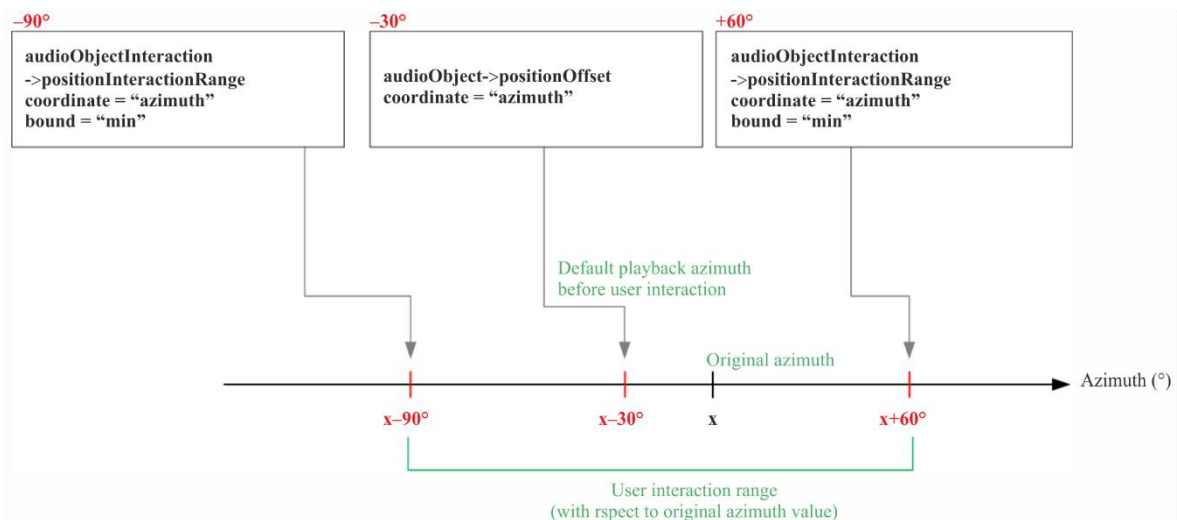 –90°
audioObjectInteraction
->positionInteractionRange
coordinate = “azimuth”
bound = “min”
–30°
audioObject->positionOffset
coordinate = “azimuth”
+60°
audioObjectInteraction
->positionInteractionRange
coordinate = “azimuth”
bound = “min”
Default playback azimuth
before user interaction
Original azimuth
Azimuth (°)
x–90°
x–30°
x
x+60°
User interaction range
(with rspect to original azimuth value)